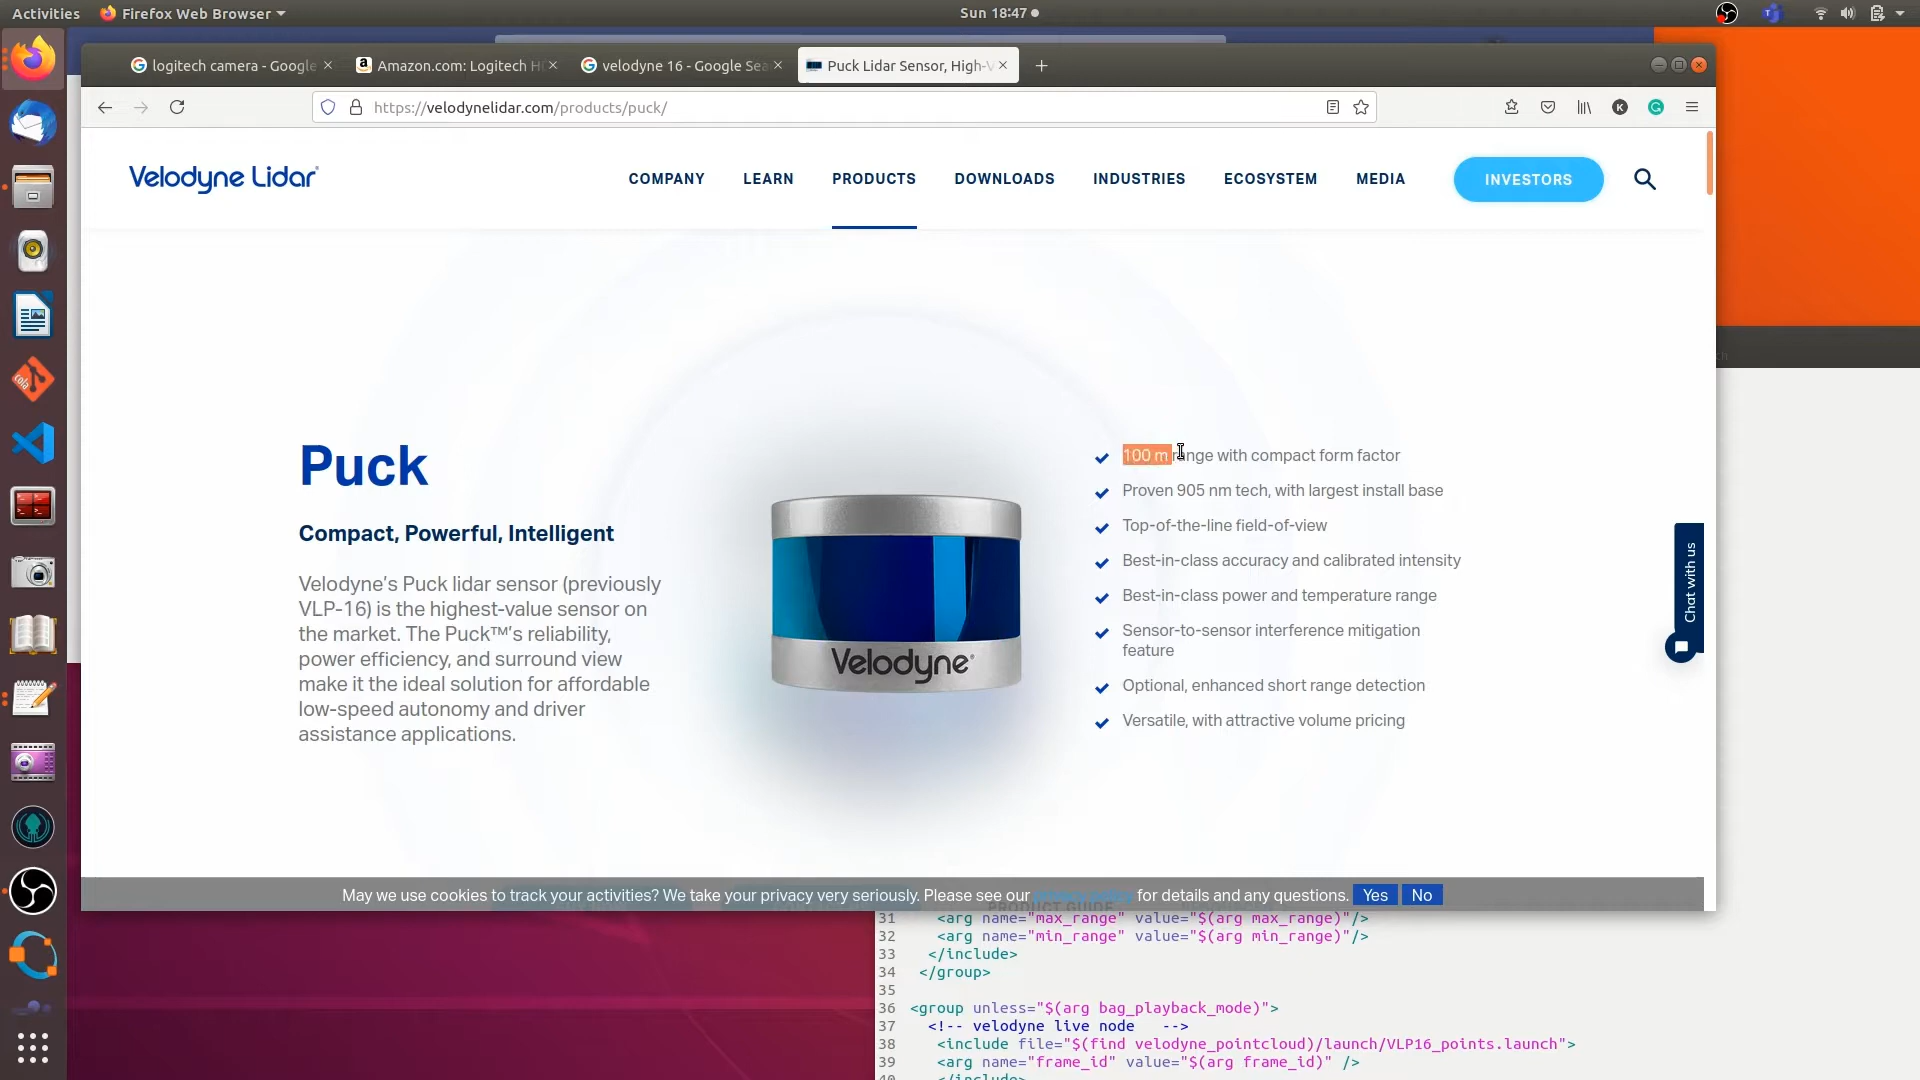 Activities
Firefox Web Browser
Sun 18:47
logitech camera - Google
Amazon.com: Logitech H
velodyne 16 - Google Sea
Puck Lidar Sensor, High-V
https://velodynelidar.com/products/puck/
Velodyne Lidar
COMPANY
LEARN
PRODUCTS
DOWNLOADS
INDUSTRIES
ECOSYSTEM
MEDIA
INVESTORS
Puck
Compact, Powerful, Intelligent
Velodyne's Puck lidar sensor (previously
VLP-16) is the highest-value sensor on
the market. The Puck™'s reliability,
power efficiency, and surround view
make it the ideal solution for affordable
low-speed autonomy and driver
assistance applications.
Velodyne
100 m range with compact form factor
Proven 905 nm tech, with largest install base
Top-of-the-line field-of-view
Best-in-class accuracy and calibrated intensity
Best-in-class power and temperature range
Sensor-to-sensor interference mitigation
feature
Optional, enhanced short range detection
Versatile, with attractive volume pricing
Chat with us
May we use cookies to track your activities? We take your privacy very seriously. Please see our privacy policy for details and any questions. Yes No
31 <arg name="max_range" value="$(arg max_range)"/>
32 <arg name="min_range" value="$(arg min_range)"/>
33 </include>
34 </group>
35
36 <group unless="$(arg bag_playback_mode)">
37 <!-- velodyne live node -->
38 <include file="$(find velodyne_pointcloud)/launch/VLP16_points.launch">
39 <arg name="frame_id" value="$(arg frame_id)" />
40 </include>